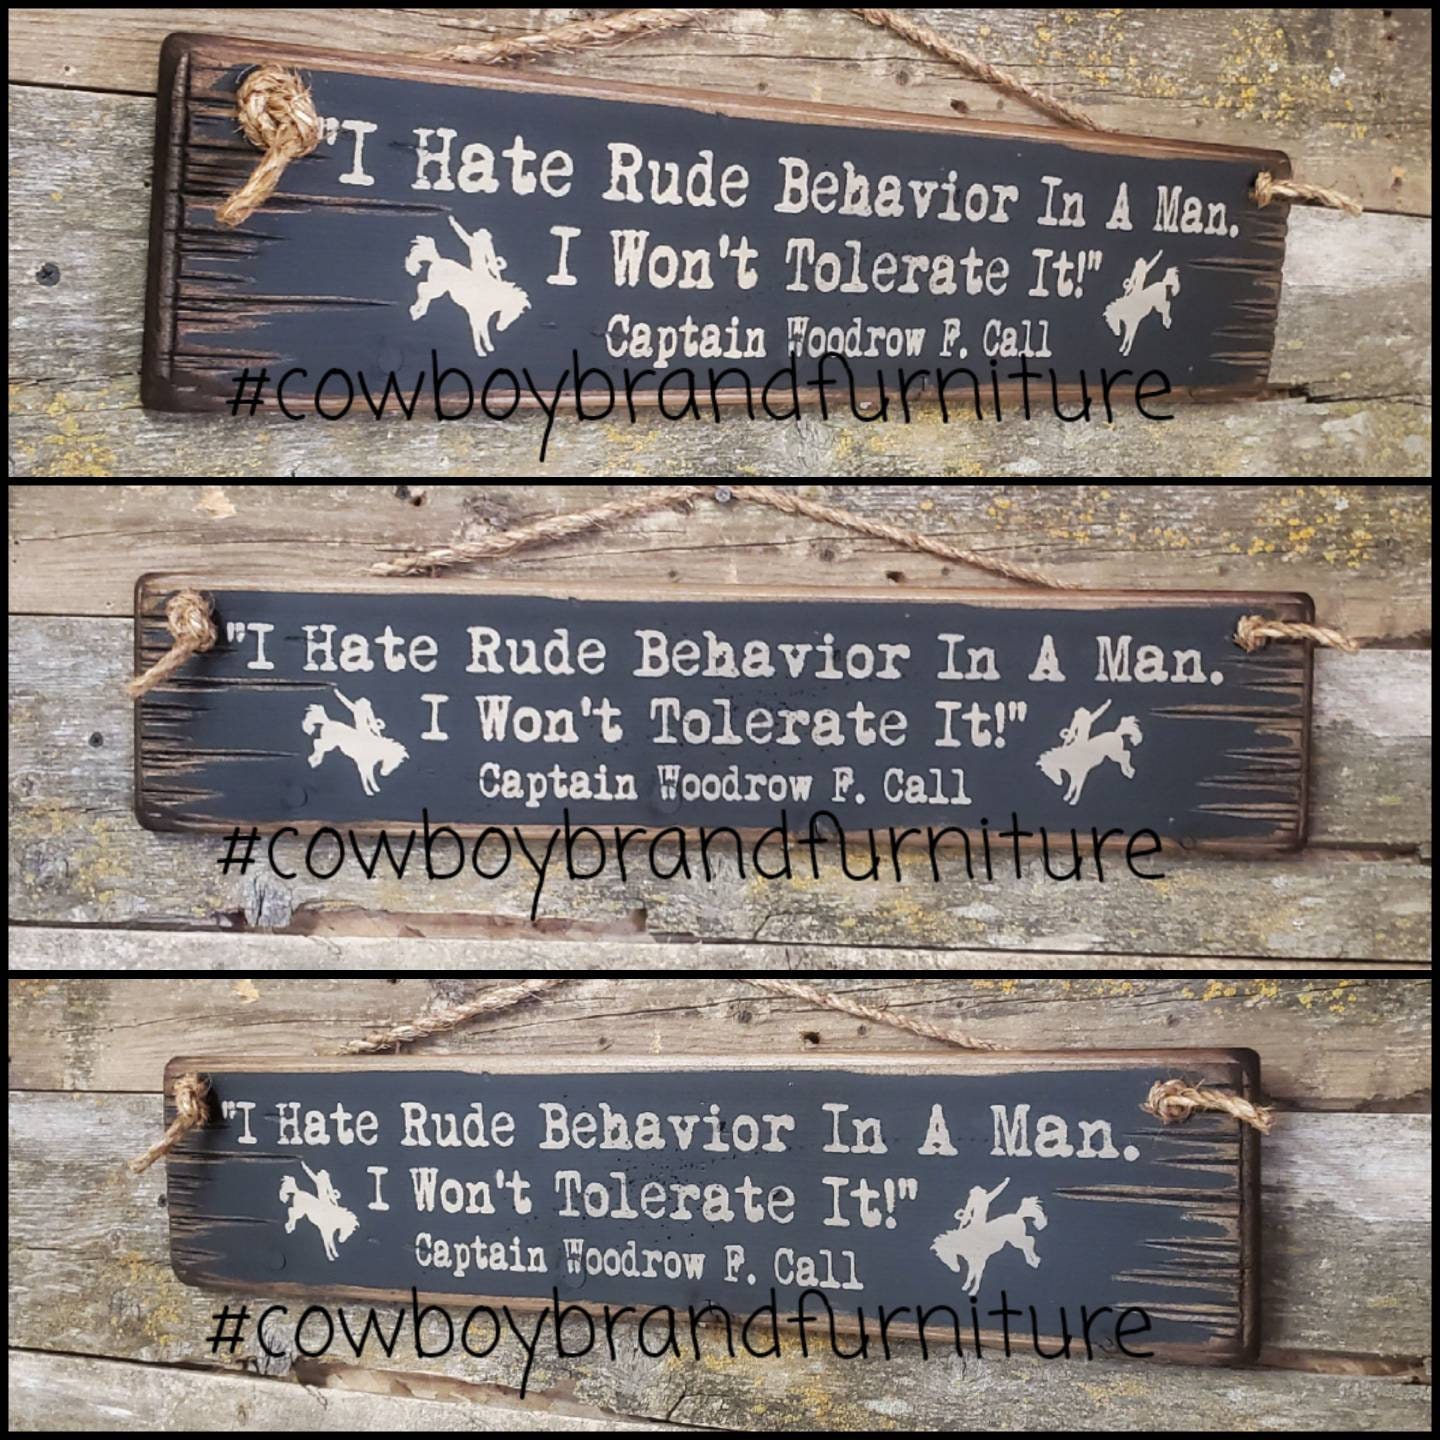 "I Hate Rude Behavior In A Man.
I Won't Tolerate It!"
Captain Woodrow F. Call
#cowboybrandfurniture
"I Hate Rude Behavior In A Man.
I Won't Tolerate It!"
Captain Woodrow F. Call
#cowboybrandfurniture
"I Hate Rude Behavior In A Man.
I Won't Tolerate It!"
Captain Woodrow F. Call
#cowboybrandfurniture